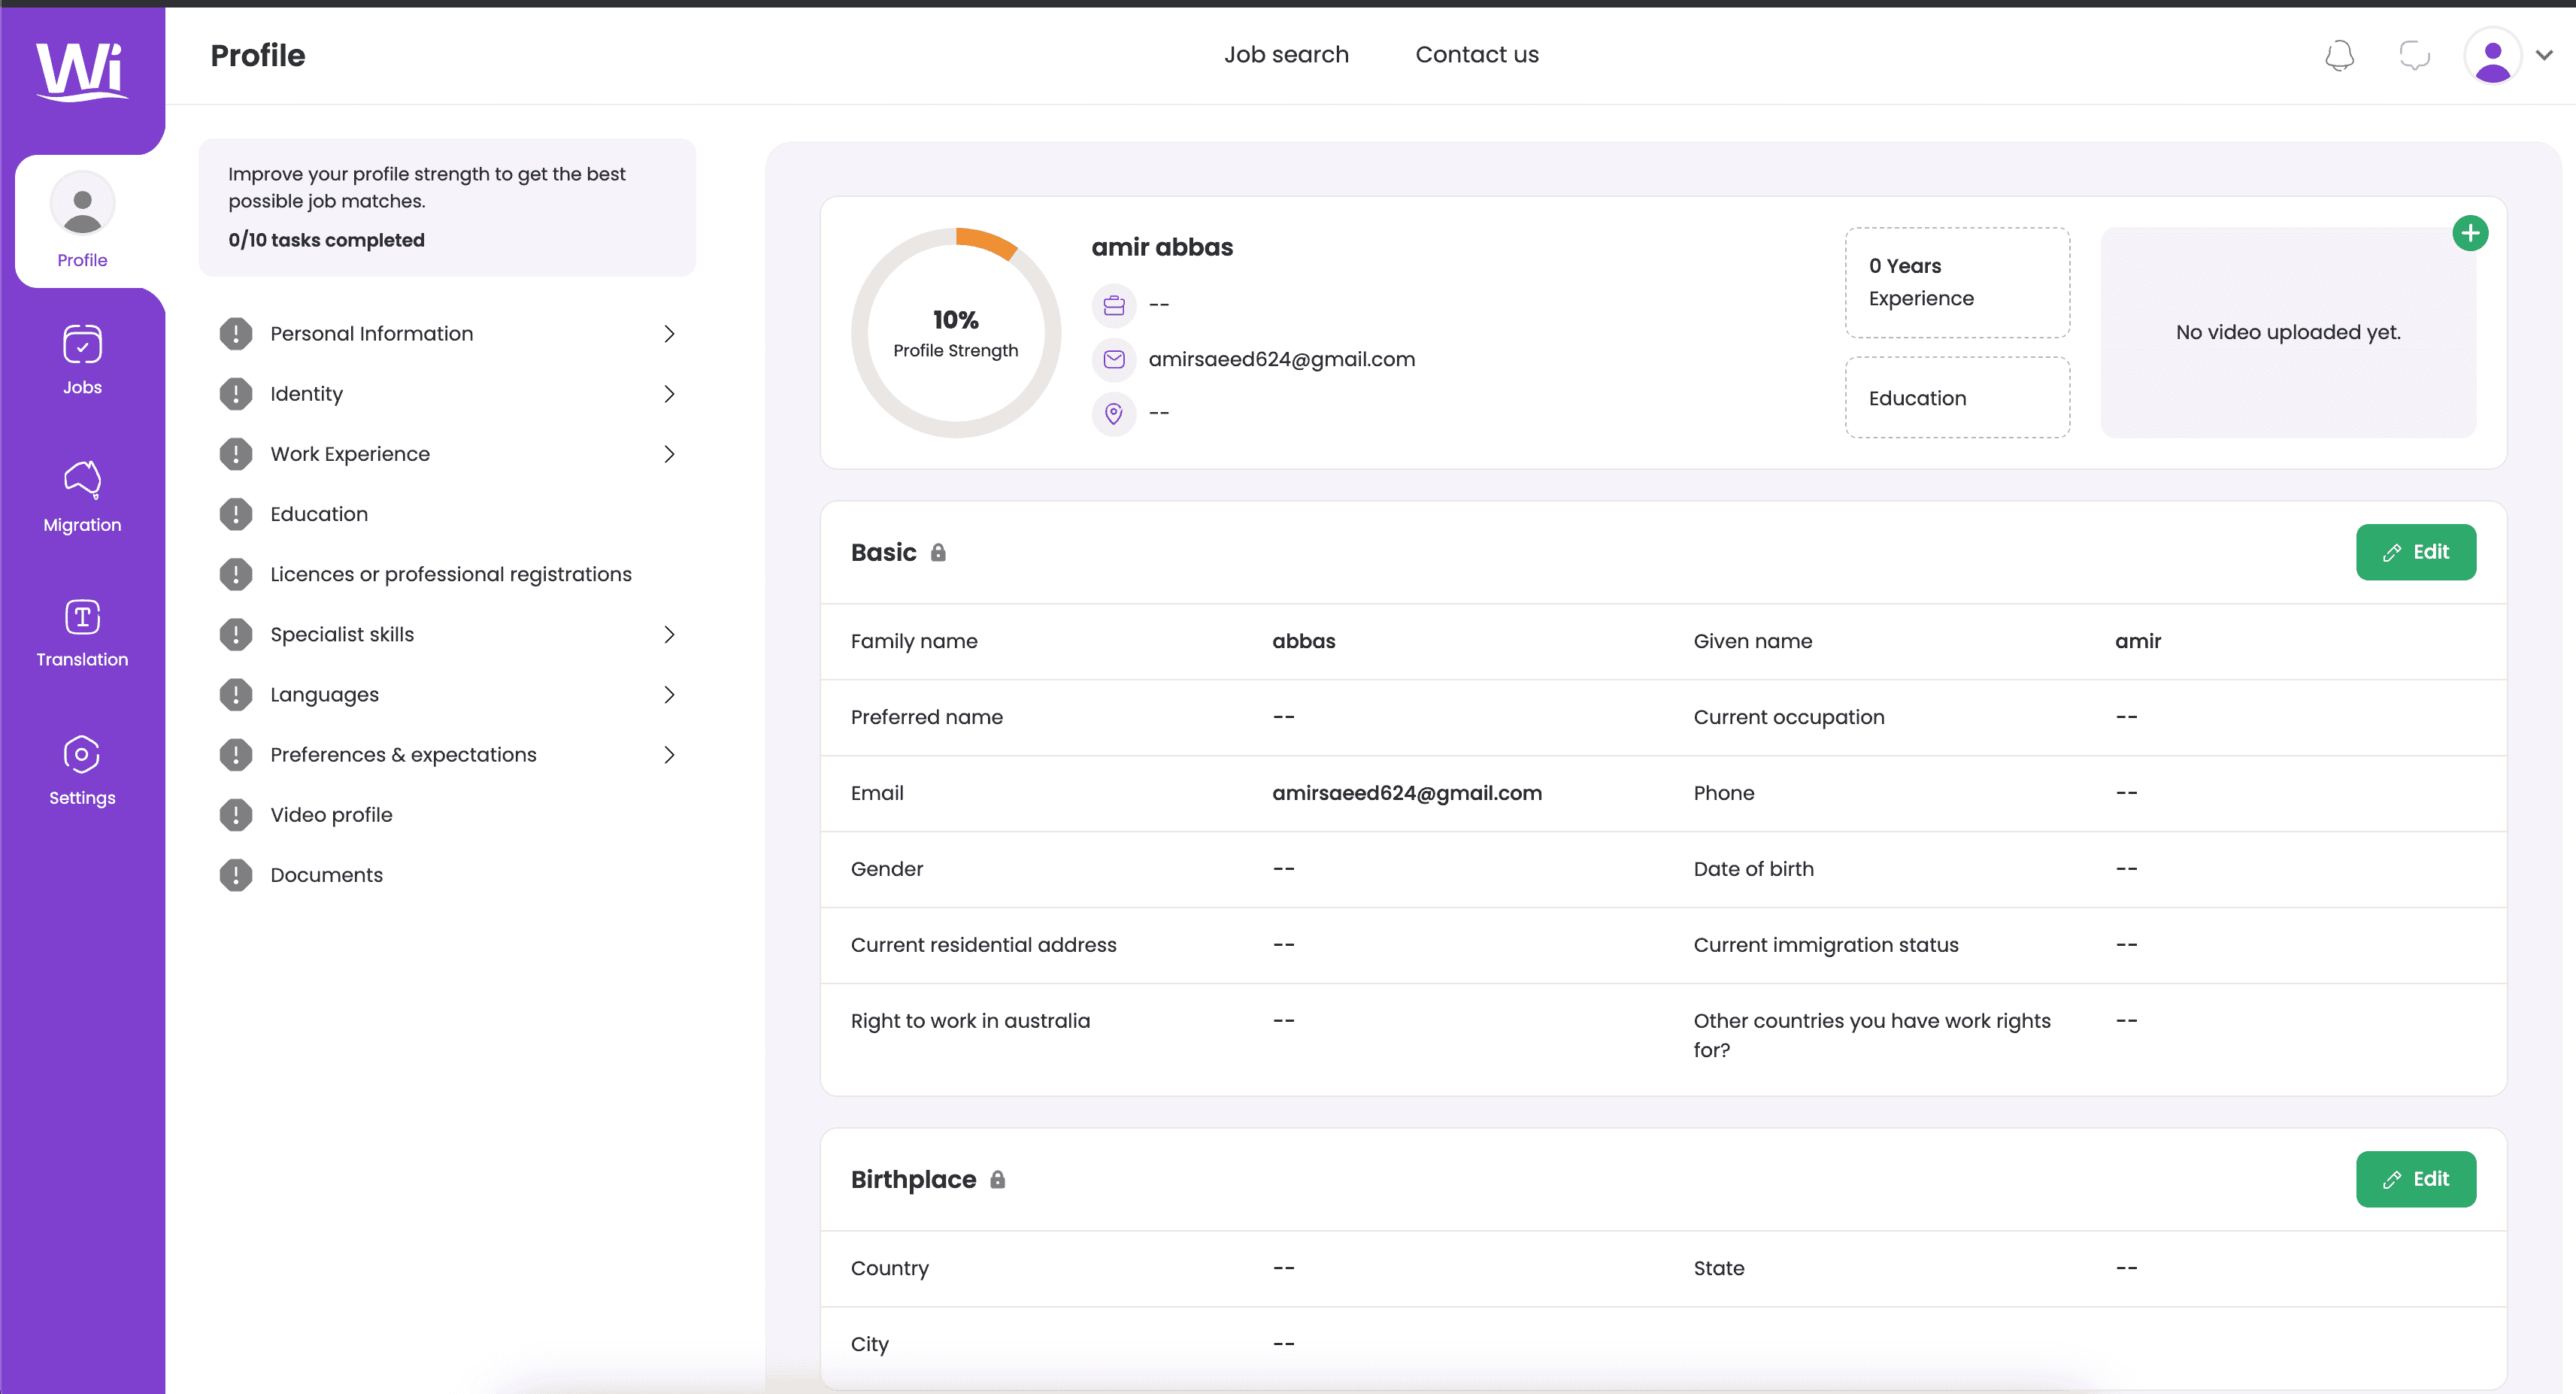 Wi
Profile
Job search
Contact us
Profile
Jobs
Migration
Translation
Settings
Improve your profile strength to get the best
possible job matches.
0/10 tasks completed
Personal Information
Identity
Work Experience
Education
Licences or professional registrations
Specialist skills
Languages
Preferences & expectations
Video profile
Documents
10%
Profile Strength
amir abbas
--
amirsaeed624@gmail.com
--
0 Years
Experience
Education
No video uploaded yet.
Basic
Edit
Family name abbas Given name amir
Preferred name -- Current occupation --
Email amirsaeed624@gmail.com Phone --
Gender -- Date of birth --
Current residential address -- Current immigration status --
Right to work in australia -- Other countries you have work rights --
for?
Birthplace
Edit
Country -- State --
City --